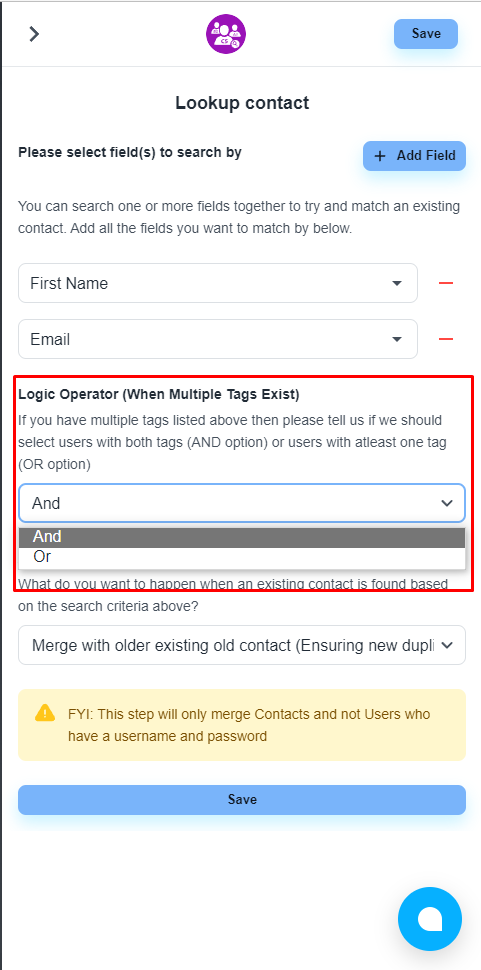 Save
Lookup contact
Please select field(s) to search by
+ Add Field
You can search one or more fields together to try and match an existing
contact. Add all the fields you want to match by below.
First Name
Email
Logic Operator (When Multiple Tags Exist)
If you have multiple tags listed above then please tell us if we should
select users with both tags (AND option) or users with atleast one tag
(OR option)
And
And
Or
What do you want to happen when an existing contact is found based
on the search criteria above?
Merge with older existing old contact (Ensuring new dupli
FYI: This step will only merge Contacts and not Users who
have a username and password
Save